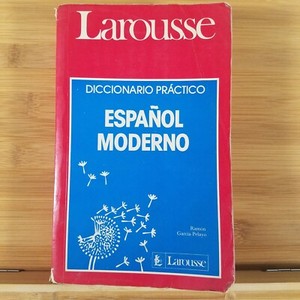 Larousse
DICCIONARIO PRÁCTICO
ESPAÑOL
MODERNO
Ramón
García-Pelayo
Larousse